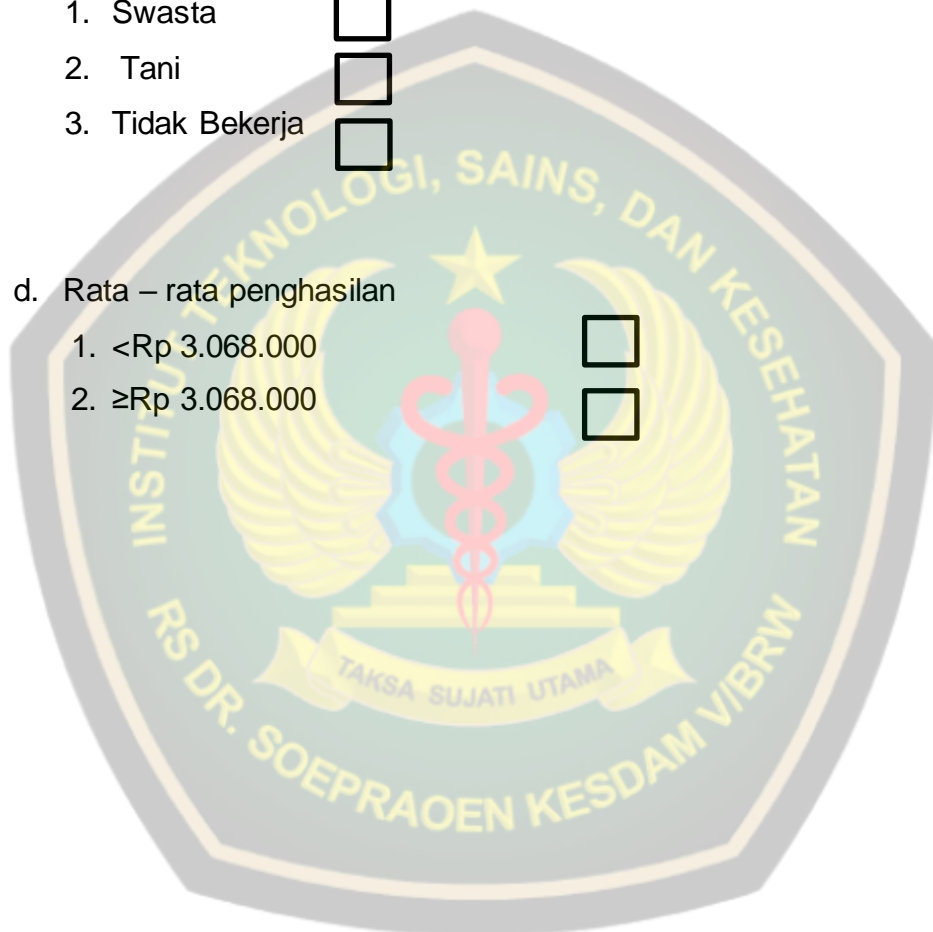 1. Swasta
2. Tani
3. Tidak Bekerja
d. Rata – rata penghasilan
1. <Rp 3.068.000
2. ≥Rp 3.068.000
INSTITUT TEKNOLOGI, SAINS, DAN KESEHATAN
TAKSA SUJATI UTAMA
RS DR. SOEPRAOEN KESDAM V/BRW